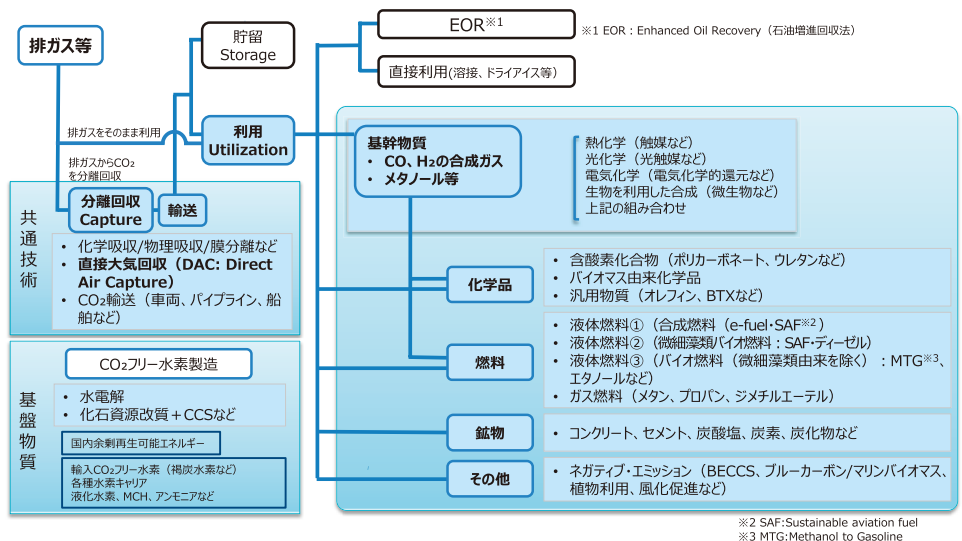 排ガス等
貯留
Storage
EOR※1
※1 EOR：Enhanced Oil Recovery（石油増進回収法）
直接利用(溶接、ドライアイス等）
排ガスをそのまま利用
利用
Utilization
排ガスからCO₂
を分離回収
共通技術
分離回収
Capture
輸送
• 化学吸収/物理吸収/膜分離など
• 直接大気回収（DAC: Direct
Air Capture）
• CO₂輸送（車両、パイプライン、船
舶など）
基幹物質
• CO、H₂の合成ガス
• メタノール等
熱化学（触媒など）
光化学（光触媒など）
電気化学（電気化学的還元など）
生物を利用した合成（微生物など）
上記の組み合わせ
化学品
• 含酸素化合物（ポリカーボネート、ウレタンなど）
• バイオマス由来化学品
• 汎用物質（オレフィン、BTXなど）
燃料
• 液体燃料①（合成燃料（e-fuel･SAF※2）
• 液体燃料②（微細藻類バイオ燃料：SAF･ディーゼル）
• 液体燃料③（バイオ燃料（微細藻類由来を除く）：MTG※3、
エタノールなど）
• ガス燃料（メタン、プロパン、ジメチルエーテル）
鉱物
• コンクリート、セメント、炭酸塩、炭素、炭化物など
その他
• ネガティブ・エミッション（BECCS、ブルーカーボン/マリンバイオマス、
植物利用、風化促進など）
基盤物質
CO₂フリー水素製造
• 水電解
• 化石資源改質＋CCSなど
国内余剰再生可能エネルギー
輸入CO₂フリー水素（褐炭水素など）
各種水素キャリア
液化水素、MCH、アンモニアなど
※2 SAF:Sustainable aviation fuel
※3 MTG:Methanol to Gasoline